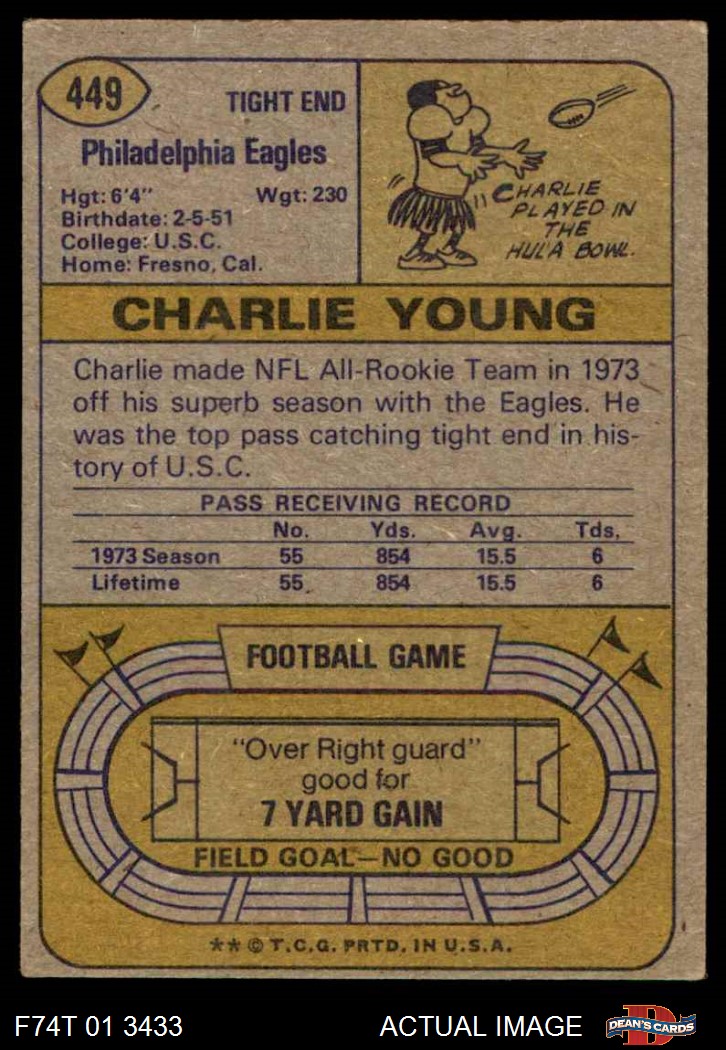 449
TIGHT END
Philadelphia Eagles
Hgt: 6'4" Wgt: 230
Birthdate: 2-5-51
College: U.S.C.
Home: Fresno, Cal.
CHARLIE
PLAYED IN
THE
HULA BOWL.
CHARLIE YOUNG
Charlie made NFL All-Rookie Team in 1973
off his superb season with the Eagles. He
was the top pass catching tight end in his-
tory of U.S.C.
PASS RECEIVING RECORD
No. Yds. Avg. Tds.
1973 Season 55 854 15.5 6
Lifetime 55 854 15.5 6
FOOTBALL GAME
"Over Right guard"
good for
7 YARD GAIN
FIELD GOAL—NO GOOD
** © T.C.G. PRTD. IN U.S.A.
F74T 01 3433 ACTUAL IMAGE
D
DEAN'S CARDS